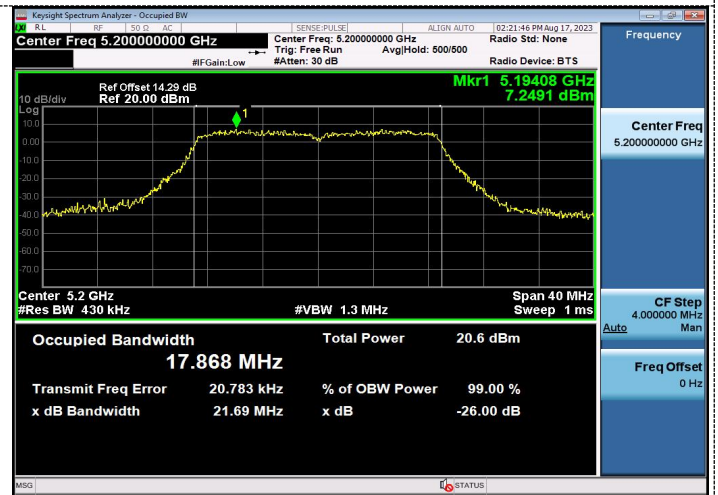 Keysight Spectrum Analyzer - Occupied BW
LXI RL RF 50 Ω AC SENSE:PULSE ALIGN AUTO 02:21:46 PM Aug 17, 2023
Center Freq 5.200000000 GHz
Center Freq: 5.200000000 GHz Radio Std: None
Trig: Free Run Avg|Hold: 500/500
#IFGain:Low #Atten: 30 dB Radio Device: BTS
Frequency
Ref Offset 14.29 dB Mkr1 5.19408 GHz
10 dB/div Ref 20.00 dBm 7.2491 dBm
Log
1
10.0
0.00
-10.0
-20.0
-30.0
-40.0
-50.0
-60.0
-70.0
Center 5.2 GHz Span 40 MHz
#Res BW 430 kHz #VBW 1.3 MHz Sweep 1 ms
Occupied Bandwidth Total Power 20.6 dBm
17.868 MHz
Transmit Freq Error 20.783 kHz % of OBW Power 99.00 %
x dB Bandwidth 21.69 MHz x dB -26.00 dB
Center Freq
5.200000000 GHz
CF Step
4.000000 MHz
Auto Man
Freq Offset
0 Hz
MSG STATUS